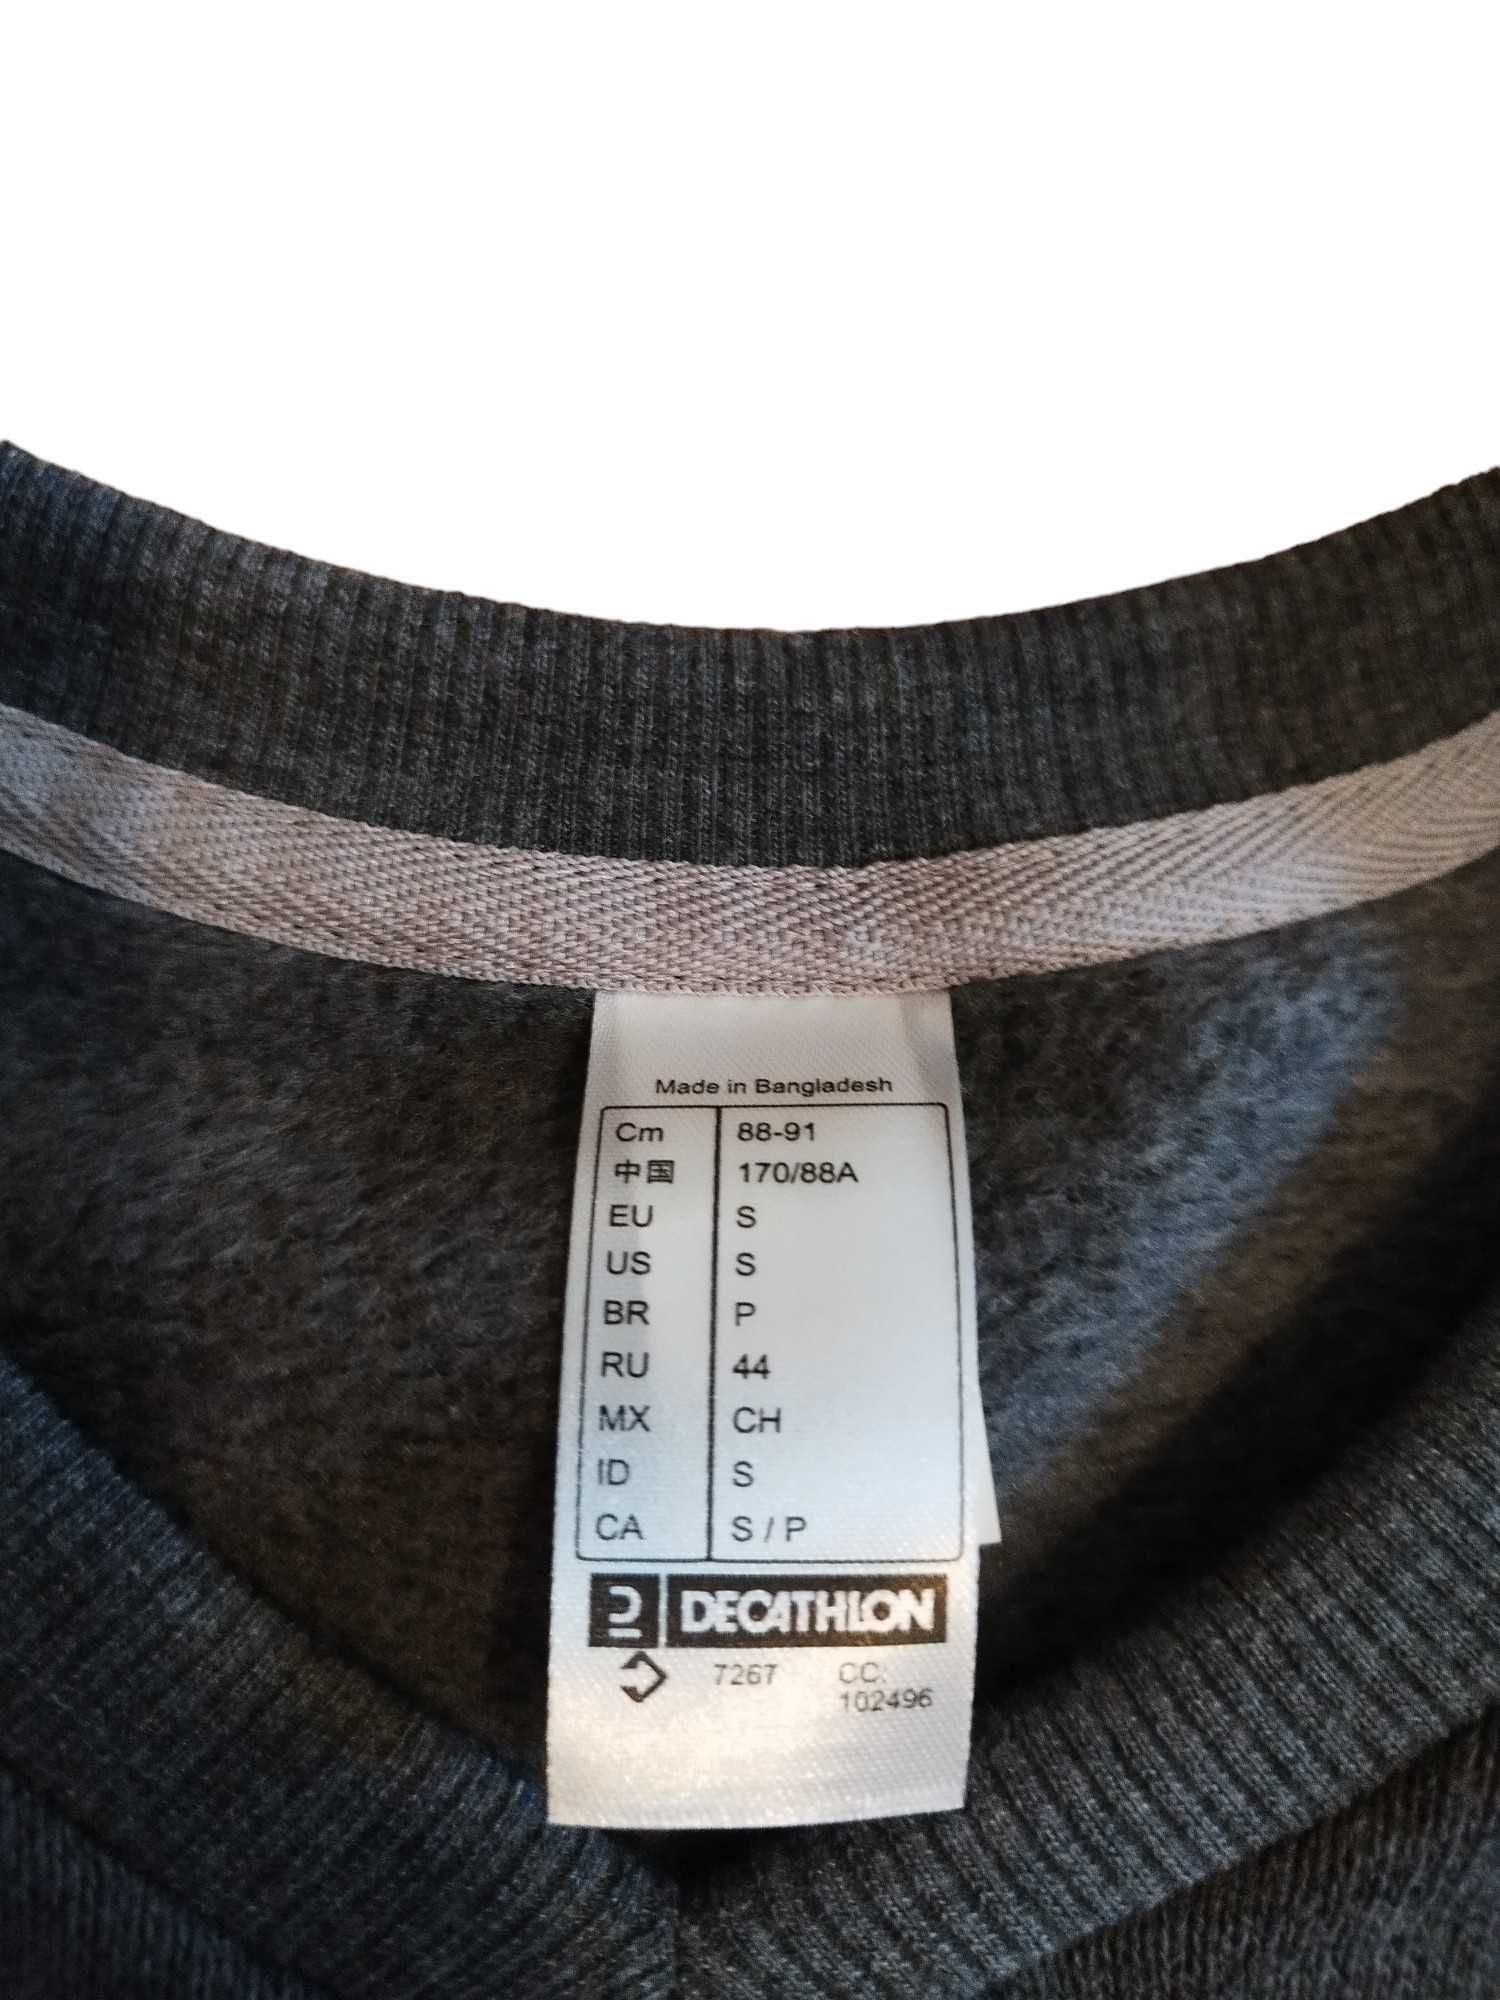 Made in Bangladesh
Cm 88-91
中国 170/88A
EU S
US S
BR P
RU 44
MX CH
ID S
CA S / P
DECATHLON
7267 CC:
102496